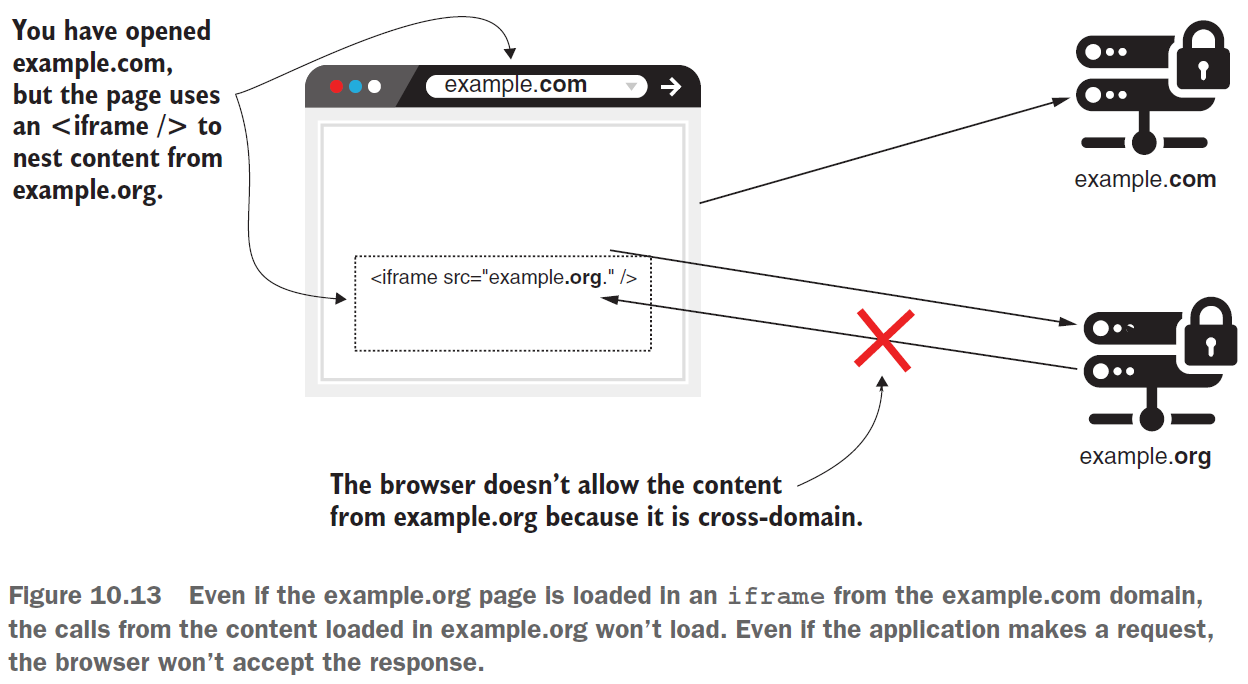 You have opened
example.com,
but the page uses
an <iframe /> to
nest content from
example.org.
example.com
<iframe src="example.org." />
example.com
example.org
The browser doesn’t allow the content
from example.org because it is cross-domain.
Figure 10.13 Even if the example.org page is loaded in an iframe from the example.com domain,
the calls from the content loaded in example.org won’t load. Even if the application makes a request,
the browser won’t accept the response.